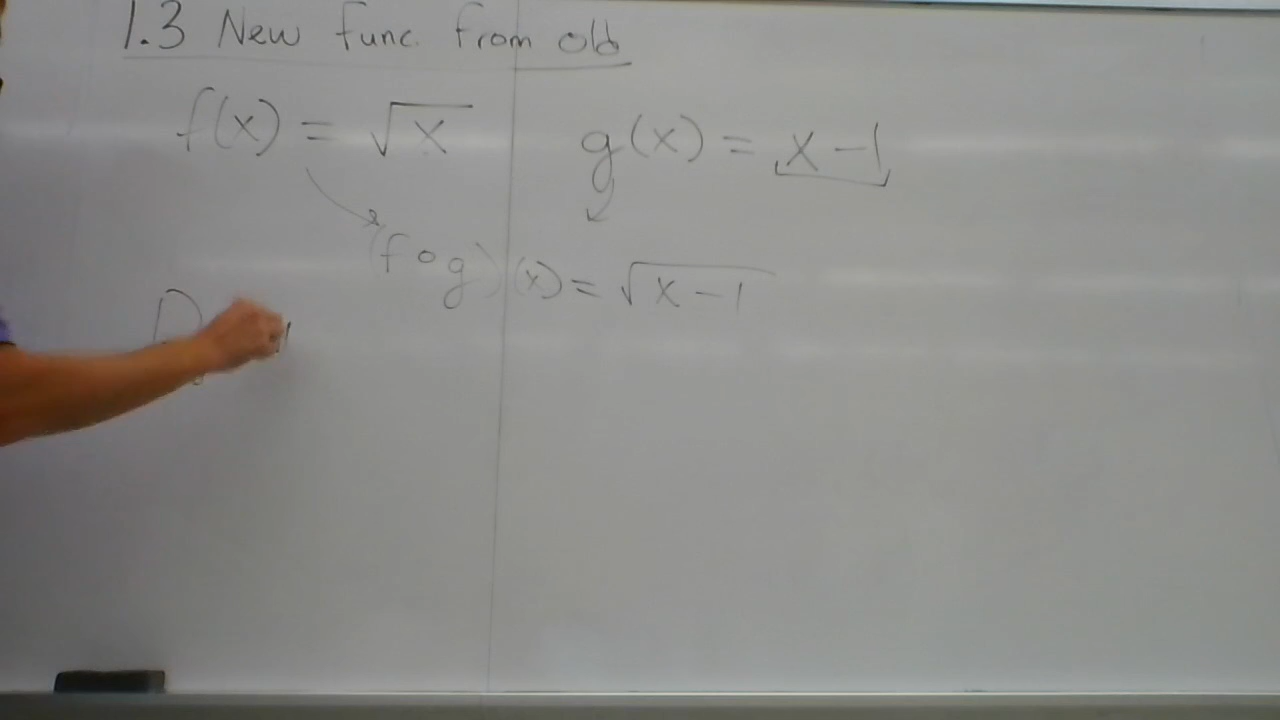 1.3 New func. from old
f(x) = √x g(x) = x-1
(f∘g)(x) = √x-1